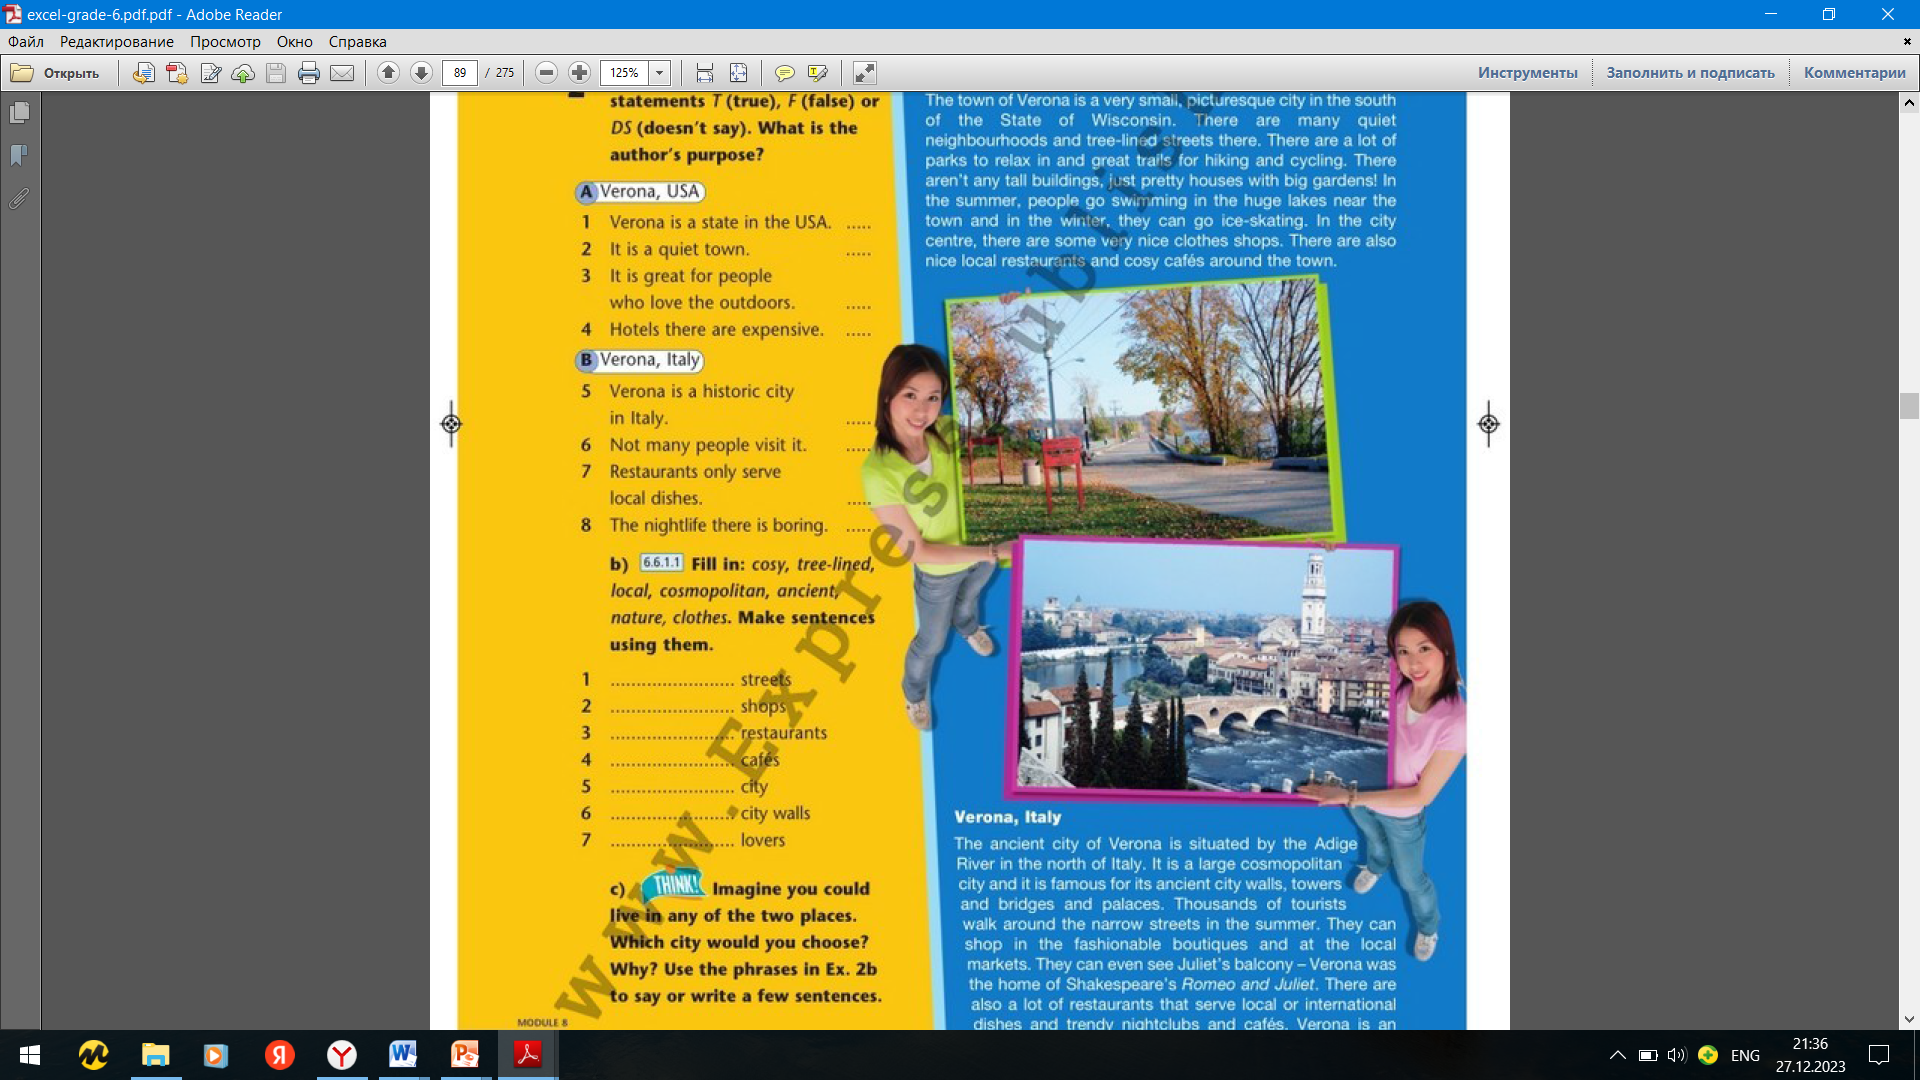 excel-grade-6.pdf.pdf - Adobe Reader
Файл Редактирование Просмотр Окно Справка
Открыть 89 / 275 125% Инструменты Заполнить и подписать Комментарии
statements T (true), F (false) or
DS (doesn't say). What is the
author's purpose?
A Verona, USA
1 Verona is a state in the USA. .....
2 It is a quiet town. .....
3 It is great for people
who love the outdoors. .....
4 Hotels there are expensive. .....
B Verona, Italy
5 Verona is a historic city
in Italy. .....
6 Not many people visit it. .....
7 Restaurants only serve
local dishes. .....
8 The nightlife there is boring. .....
b) 6.6.1.1 Fill in: cosy, tree-lined,
local, cosmopolitan, ancient,
nature, clothes. Make sentences
using them.
1 ........................ streets
2 ........................ shops
3 ........................ restaurants
4 ........................ cafés
5 ........................ city
6 ........................ city walls
7 ........................ lovers
c) THINK! Imagine you could
live in any of the two places.
Which city would you choose?
Why? Use the phrases in Ex. 2b
to say or write a few sentences.
MODULE 8
The town of Verona is a very small, picturesque city in the south
of the State of Wisconsin. There are many quiet
neighbourhoods and tree-lined streets there. There are a lot of
parks to relax in and great trails for hiking and cycling. There
aren't any tall buildings, just pretty houses with big gardens! In
the summer, people go swimming in the huge lakes near the
town and in the winter, they can go ice-skating. In the city
centre, there are some very nice clothes shops. There are also
nice local restaurants and cosy cafés around the town.
Verona, Italy
The ancient city of Verona is situated by the Adige
River in the north of Italy. It is a large cosmopolitan
city and it is famous for its ancient city walls, towers
and bridges and palaces. Thousands of tourists
walk around the narrow streets in the summer. They can
shop in the fashionable boutiques and at the local
markets. They can even see Juliet's balcony – Verona was
the home of Shakespeare's Romeo and Juliet. There are
also a lot of restaurants that serve local or international
dishes and trendy nightclubs and cafés. Verona is an
www.Express Publis
ENG
21:36
27.12.2023